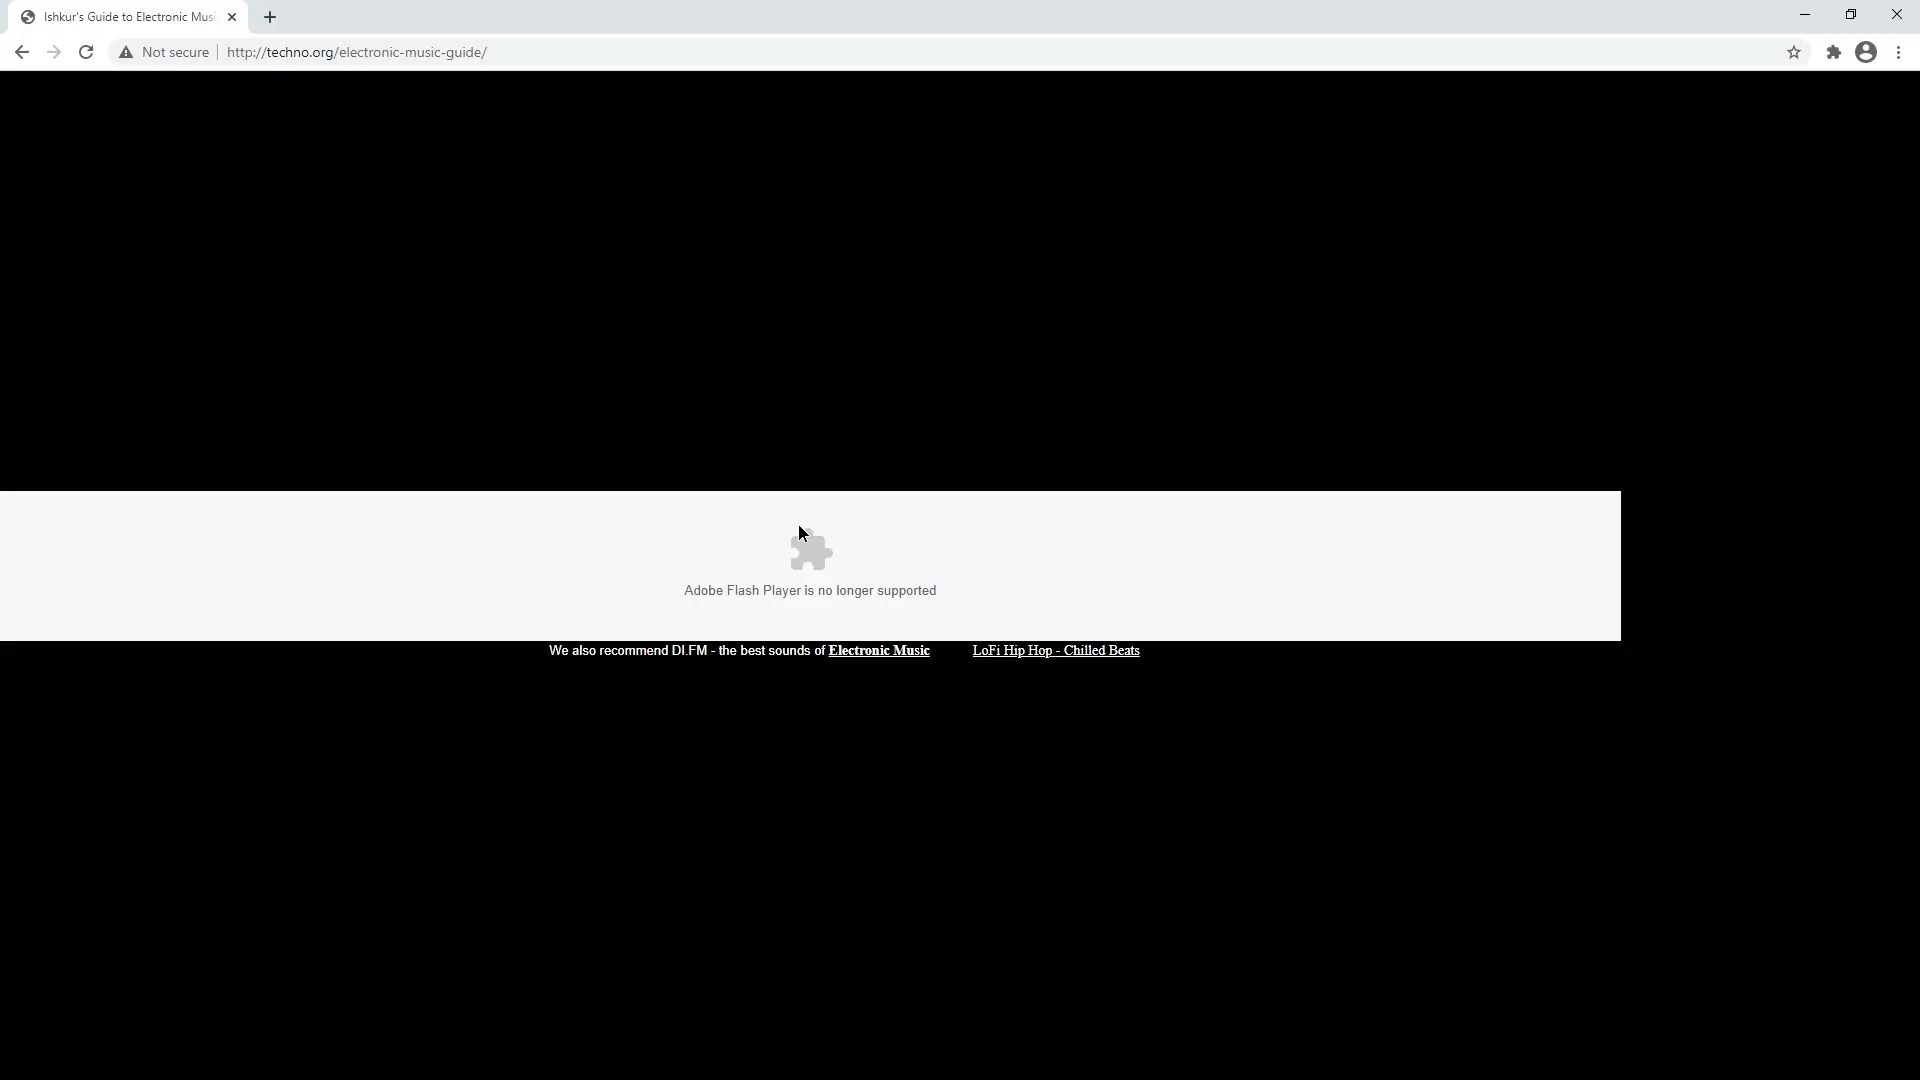 Ishkur's Guide to Electronic Musi
Not secure
http://techno.org/electronic-music-guide/
Adobe Flash Player is no longer supported
We also recommend DI.FM - the best sounds of Electronic Music LoFi Hip Hop - Chilled Beats